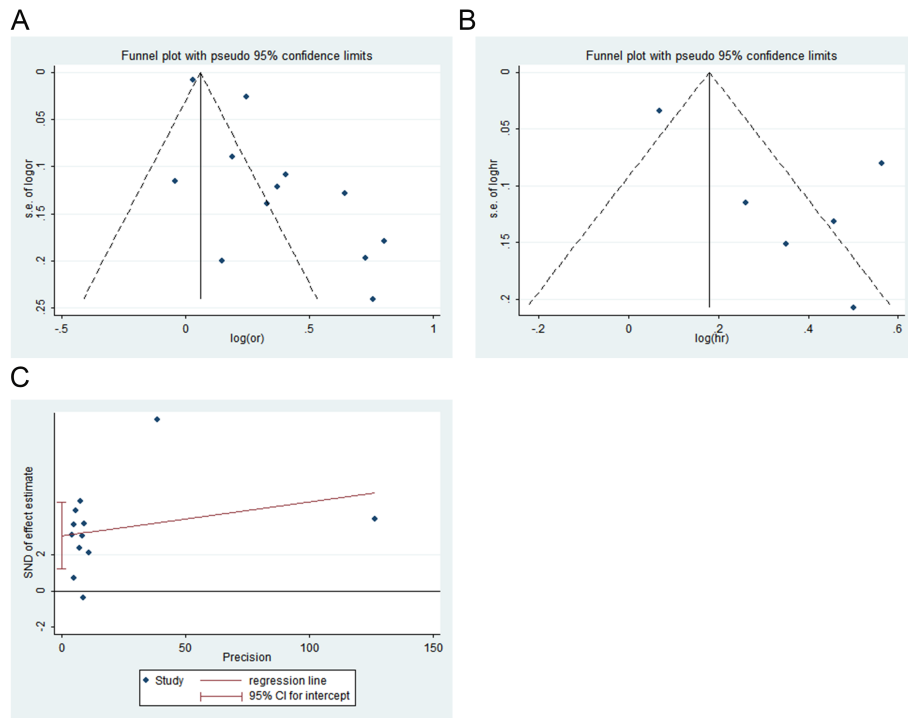 A
Funnel plot with pseudo 95% confidence limits
s.e. of logor
0
.05
.1
.15
.2
.25
-.5
0
.5
1
log(or)
B
Funnel plot with pseudo 95% confidence limits
s.e. of loghr
0
.05
.1
.15
.2
-.2
0
.2
.4
.6
log(hr)
C
SND of effect estimate
2
0
-2
0
50
100
150
Precision
Study
regression line
95% CI for intercept